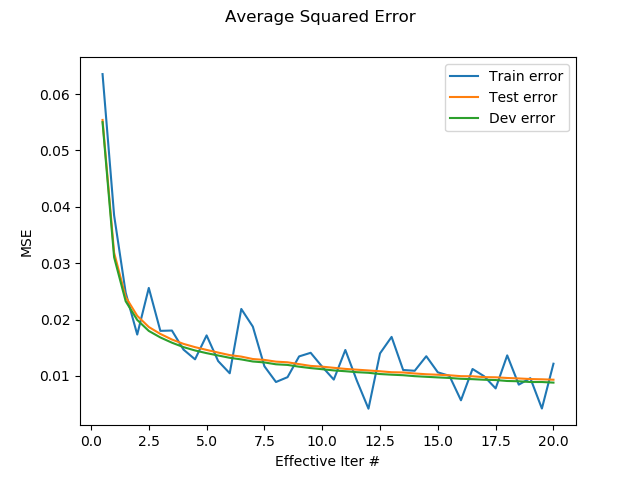 Average Squared Error
Train error
Test error
Dev error
0.06
0.05
0.04
0.03
0.02
0.01
MSE
0.0 2.5 5.0 7.5 10.0 12.5 15.0 17.5 20.0
Effective Iter #